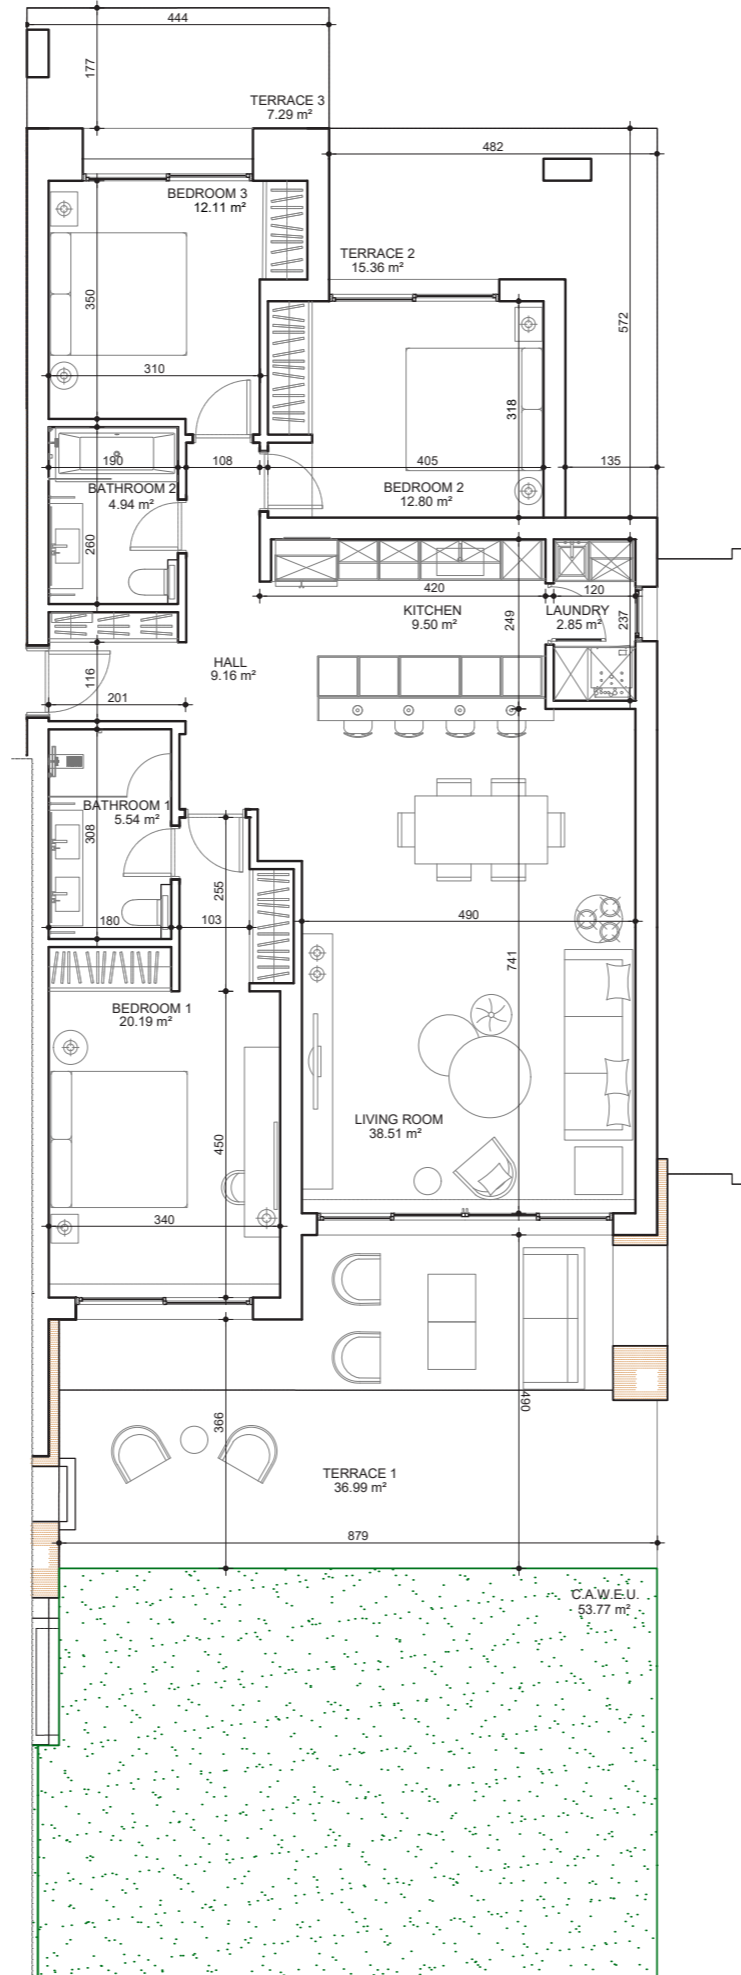 444
177
TERRACE 3
7.29 m²
482
BEDROOM 3
12.11 m²
TERRACE 2
15.36 m²
350
572
310
318
190
108
405
135
BATHROOM 2
4.94 m²
BEDROOM 2
12.80 m²
260
420
120
KITCHEN
9.50 m²
249
LAUNDRY
2.85 m²
237
HALL
9.16 m²
116
201
BATHROOM 1
5.54 m²
308
255
180
103
490
741
BEDROOM 1
20.19 m²
LIVING ROOM
38.51 m²
450
340
490
366
TERRACE 1
36.99 m²
879
C.A.W.E.U.
53.77 m²